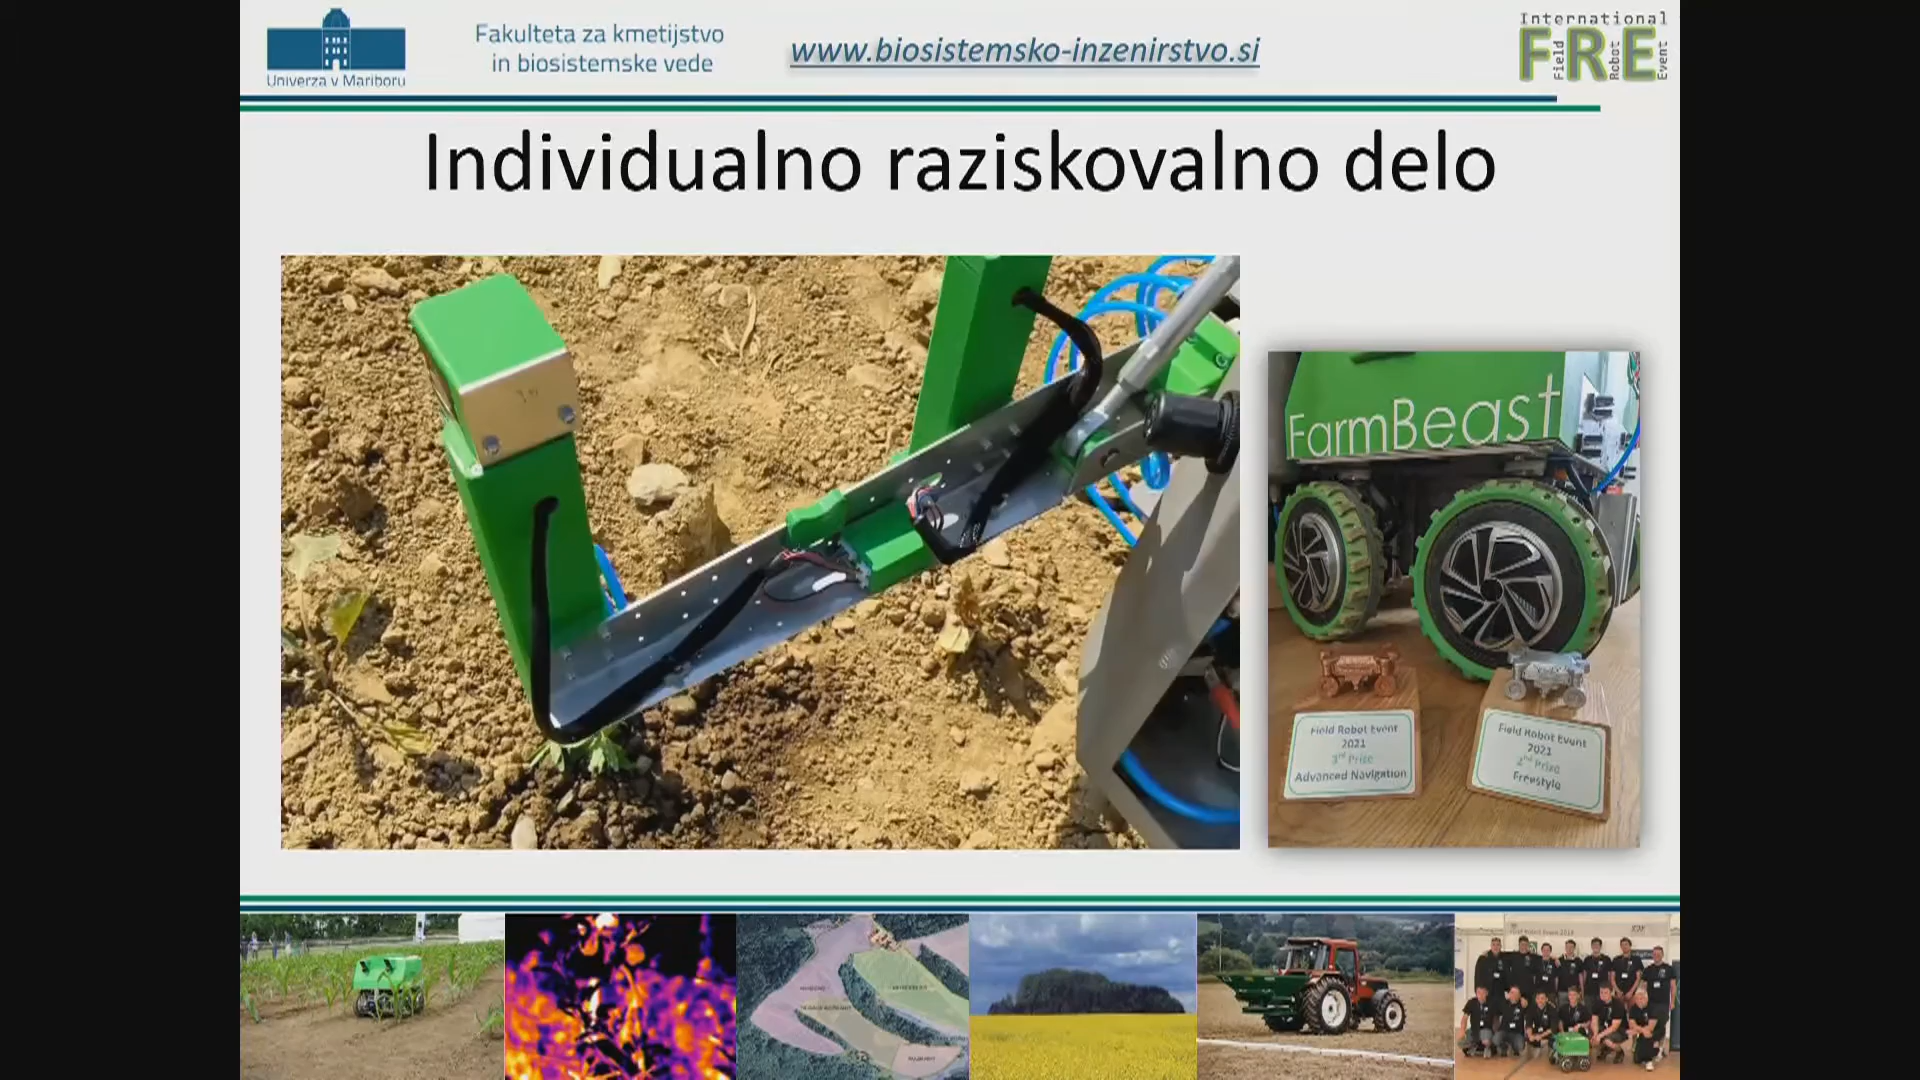 Univerza v Mariboru
Fakulteta za kmetijstvo
in biosistemske vede
www.biosistemsko-inzenirstvo.si
International
FRE
Field
Robot
Event
Individualno raziskovalno delo
FarmBeast
Field Robot Event
2021
3rd Prize
Advanced Navigation
Field Robot Event
2021
2nd Prize
Freestyle